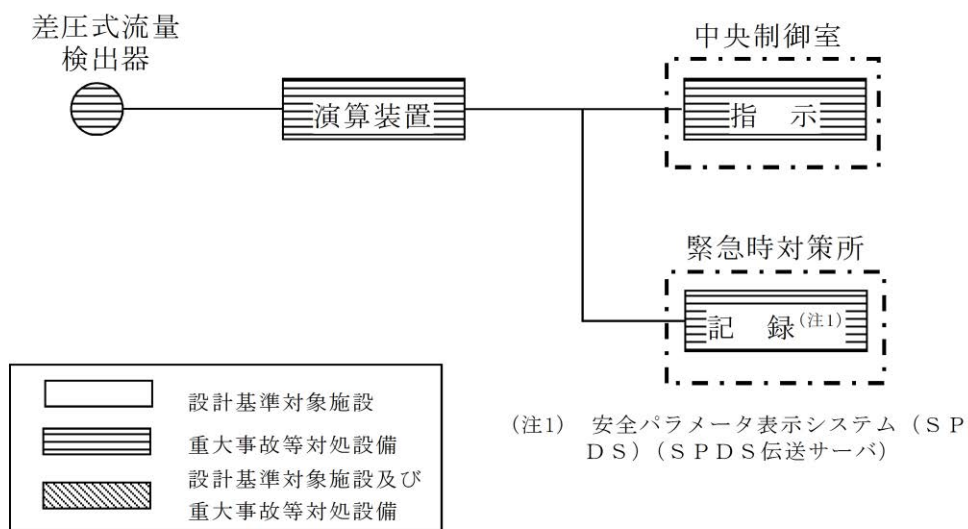 差圧式流量
検出器
演算装置
中央制御室
指　示
緊急時対策所
記　録(注1)
設計基準対象施設
重大事故等対処設備
設計基準対象施設及び
重大事故等対処設備
(注1)　安全パラメータ表示システム（ＳＰ
ＤＳ）（ＳＰＤＳ伝送サーバ）